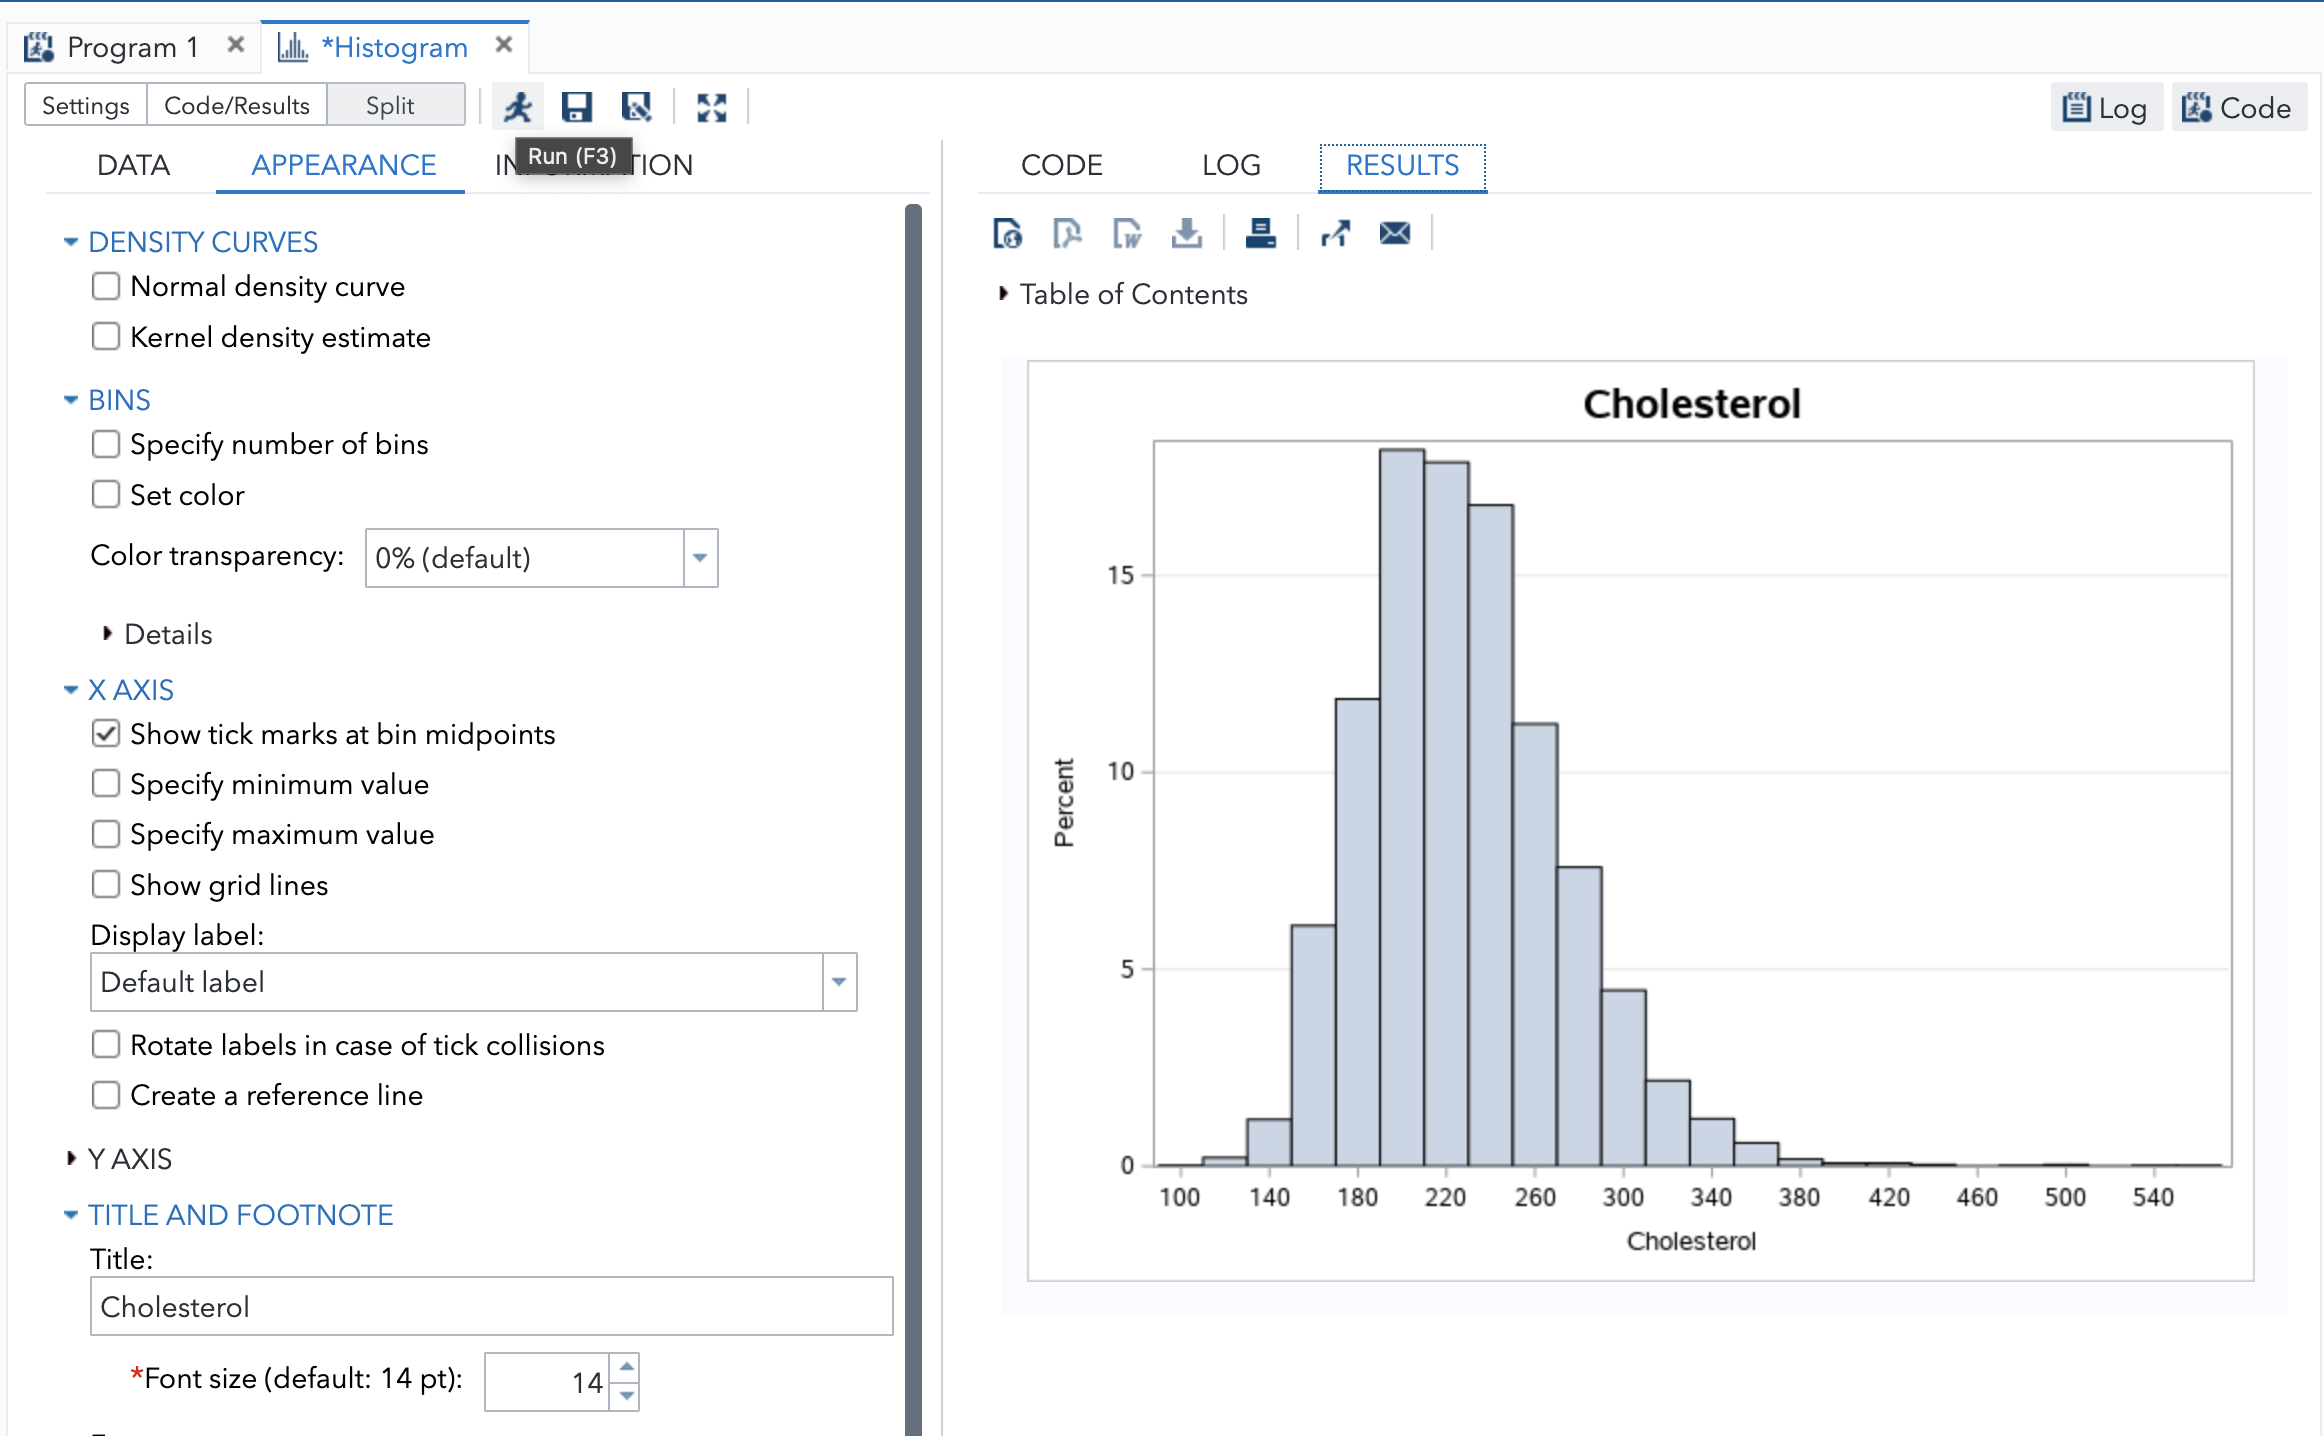 Program 1
*Histogram
Settings Code/Results Split
Log Code
Run (F3)
DATA APPEARANCE
DENSITY CURVES
Normal density curve
Kernel density estimate
BINS
Specify number of bins
Set color
Color transparency: 0% (default)
Details
X AXIS
Show tick marks at bin midpoints
Specify minimum value
Specify maximum value
Show grid lines
Display label:
Default label
Rotate labels in case of tick collisions
Create a reference line
Y AXIS
TITLE AND FOOTNOTE
Title:
Cholesterol
*Font size (default: 14 pt): 14
CODE LOG RESULTS
Table of Contents
Cholesterol
15
10
5
0
Percent
100 140 180 220 260 300 340 380 420 460 500 540
Cholesterol